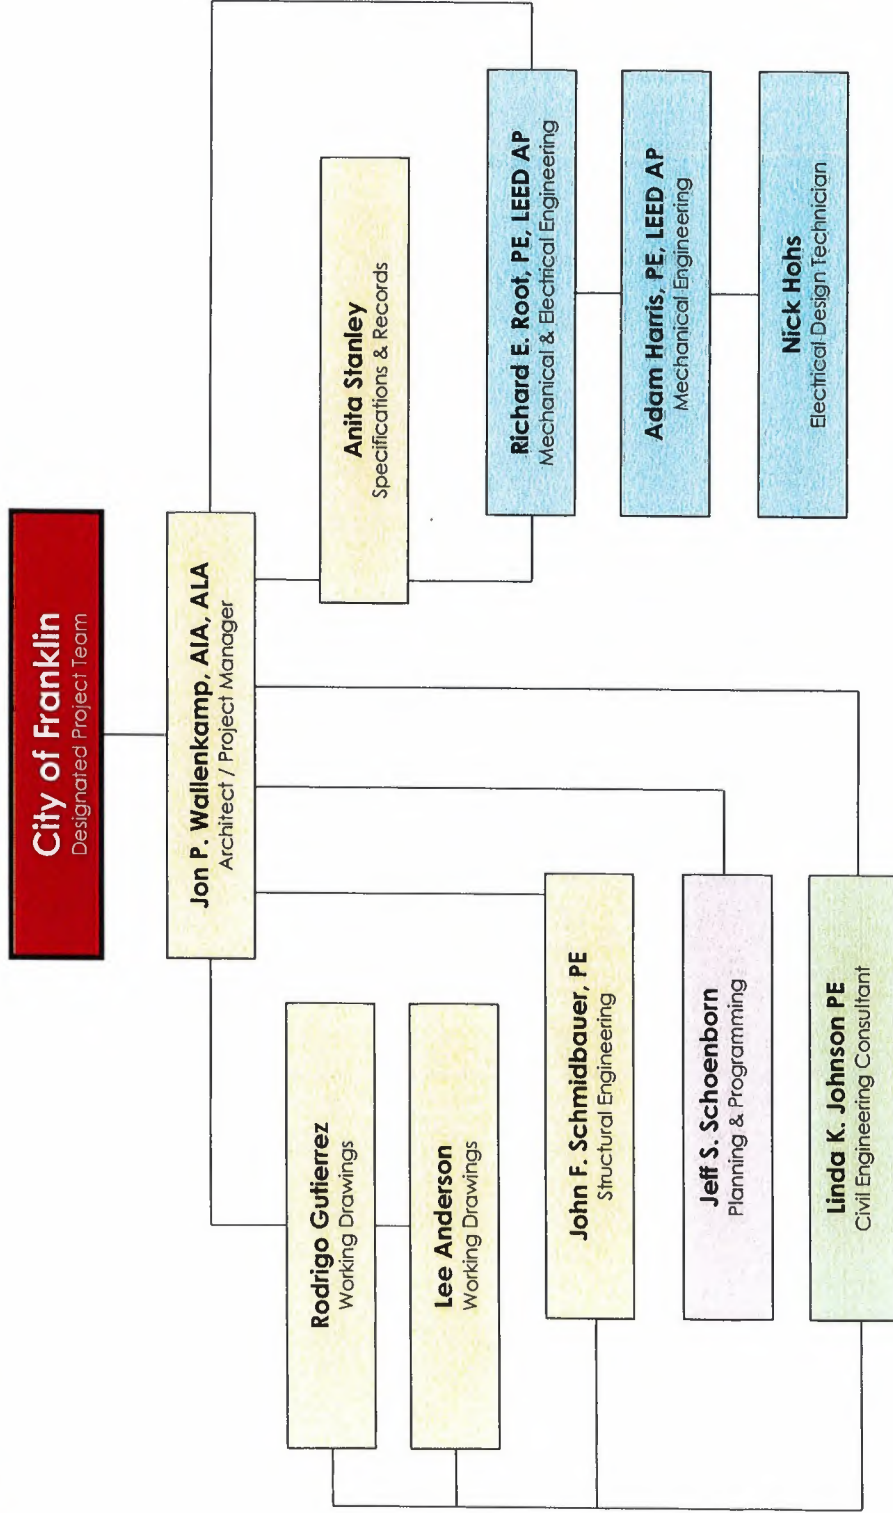 City of Franklin
Designated Project Team
Jon P. Wallenkamp, AIA, ALA
Architect / Project Manager
Rodrigo Gutierrez
Working Drawings
Lee Anderson
Working Drawings
John F. Schmidbauer, PE
Structural Engineering
Jeff S. Schoenborn
Planning & Programming
Linda K. Johnson PE
Civil Engineering Consultant
Anita Stanley
Specifications & Records
Richard E. Root, PE, LEED AP
Mechanical & Electrical Engineering
Adam Harris, PE, LEED AP
Mechanical Engineering
Nick Hohs
Electrical Design Technician